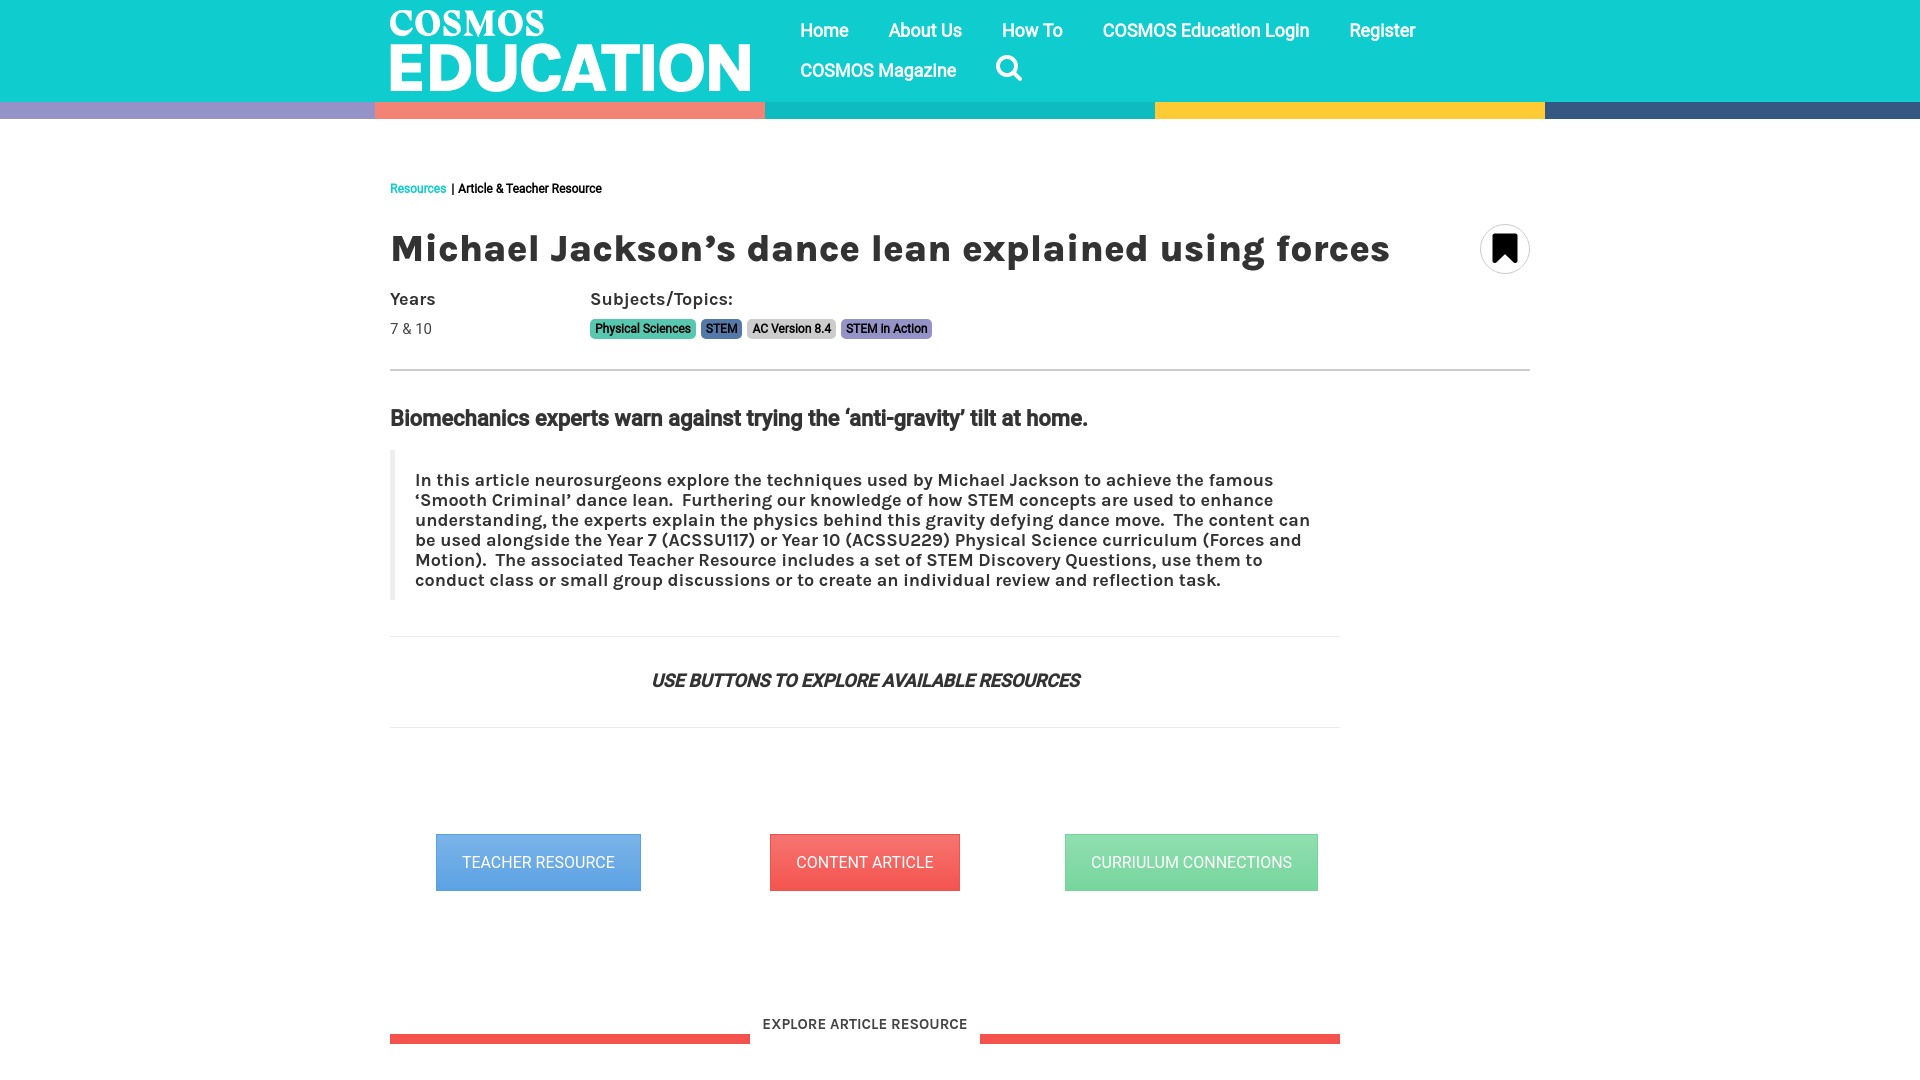 COSMOS
EDUCATION
Home About Us How To COSMOS Education Login Register
COSMOS Magazine
Resources | Article & Teacher Resource
Michael Jackson’s dance lean explained using forces
Years
Subjects/Topics:
7 & 10
Physical Sciences STEM AC Version 8.4 STEM in Action
Biomechanics experts warn against trying the ‘anti-gravity’ tilt at home.
In this article neurosurgeons explore the techniques used by Michael Jackson to achieve the famous
‘Smooth Criminal’ dance lean.  Furthering our knowledge of how STEM concepts are used to enhance
understanding, the experts explain the physics behind this gravity defying dance move.  The content can
be used alongside the Year 7 (ACSSU117) or Year 10 (ACSSU229) Physical Science curriculum (Forces and
Motion).  The associated Teacher Resource includes a set of STEM Discovery Questions, use them to
conduct class or small group discussions or to create an individual review and reflection task.
USE BUTTONS TO EXPLORE AVAILABLE RESOURCES
TEACHER RESOURCE
CONTENT ARTICLE
CURRIULUM CONNECTIONS
EXPLORE ARTICLE RESOURCE